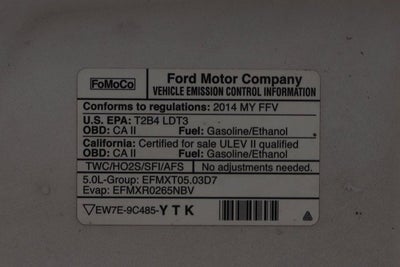 FoMoCo
Ford Motor Company
VEHICLE EMISSION CONTROL INFORMATION
Conforms to regulations: 2014 MY FFV
U.S. EPA: T2B4 LDT3
OBD: CA II Fuel: Gasoline/Ethanol
California: Certified for sale ULEV II qualified
OBD: CA II Fuel: Gasoline/Ethanol
TWC/HO2S/SFI/AFS No adjustments needed.
5.0L-Group: EFMXT05.03D7
Evap: EFMXR0265NBV
EW7E-9C485-YTK